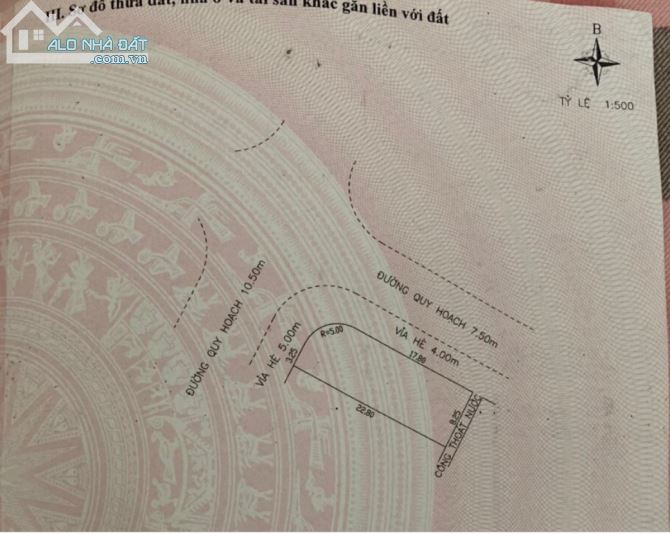 III. Sơ đồ thửa đất, nhà ở và tài sản khác gắn liền với đất
ALO NHÀ ĐẤT
.com.vn
B
TỶ LỆ 1:500
ĐƯỜNG QUY HOẠCH 10.50m
ĐƯỜNG QUY HOẠCH 7.50m
VỈA HÈ 5.00m
VỈA HÈ 4.00m
R=5.00
3.25
17.80
22.80
8.25
CỐNG THOÁT NƯỚC